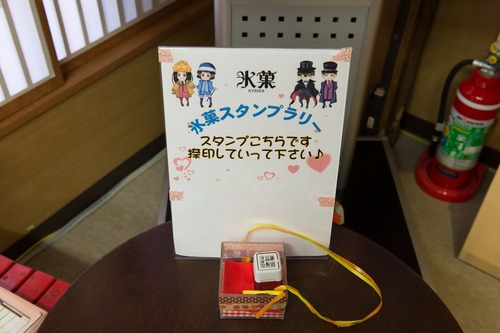 氷菓
HYOUKA
氷菓スタンプラリー
スタンプこちらです
捺印していって下さい♪